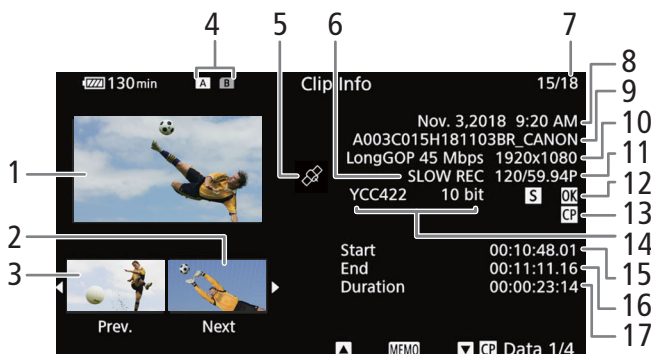 4 5 6 7
8
9
10
11
12
13
14
15
16
17
1
2
3
130 min A B Clip Info 15/18
Nov. 3,2018 9:20 AM
A003C015H181103BR_CANON
LongGOP 45 Mbps 1920x1080
SLOW REC 120/59.94P
YCC422 10 bit S OK
CP
Start 00:10:48.01
End 00:11:11.16
Duration 00:00:23:14
Prev. Next
MEMO CP Data 1/4